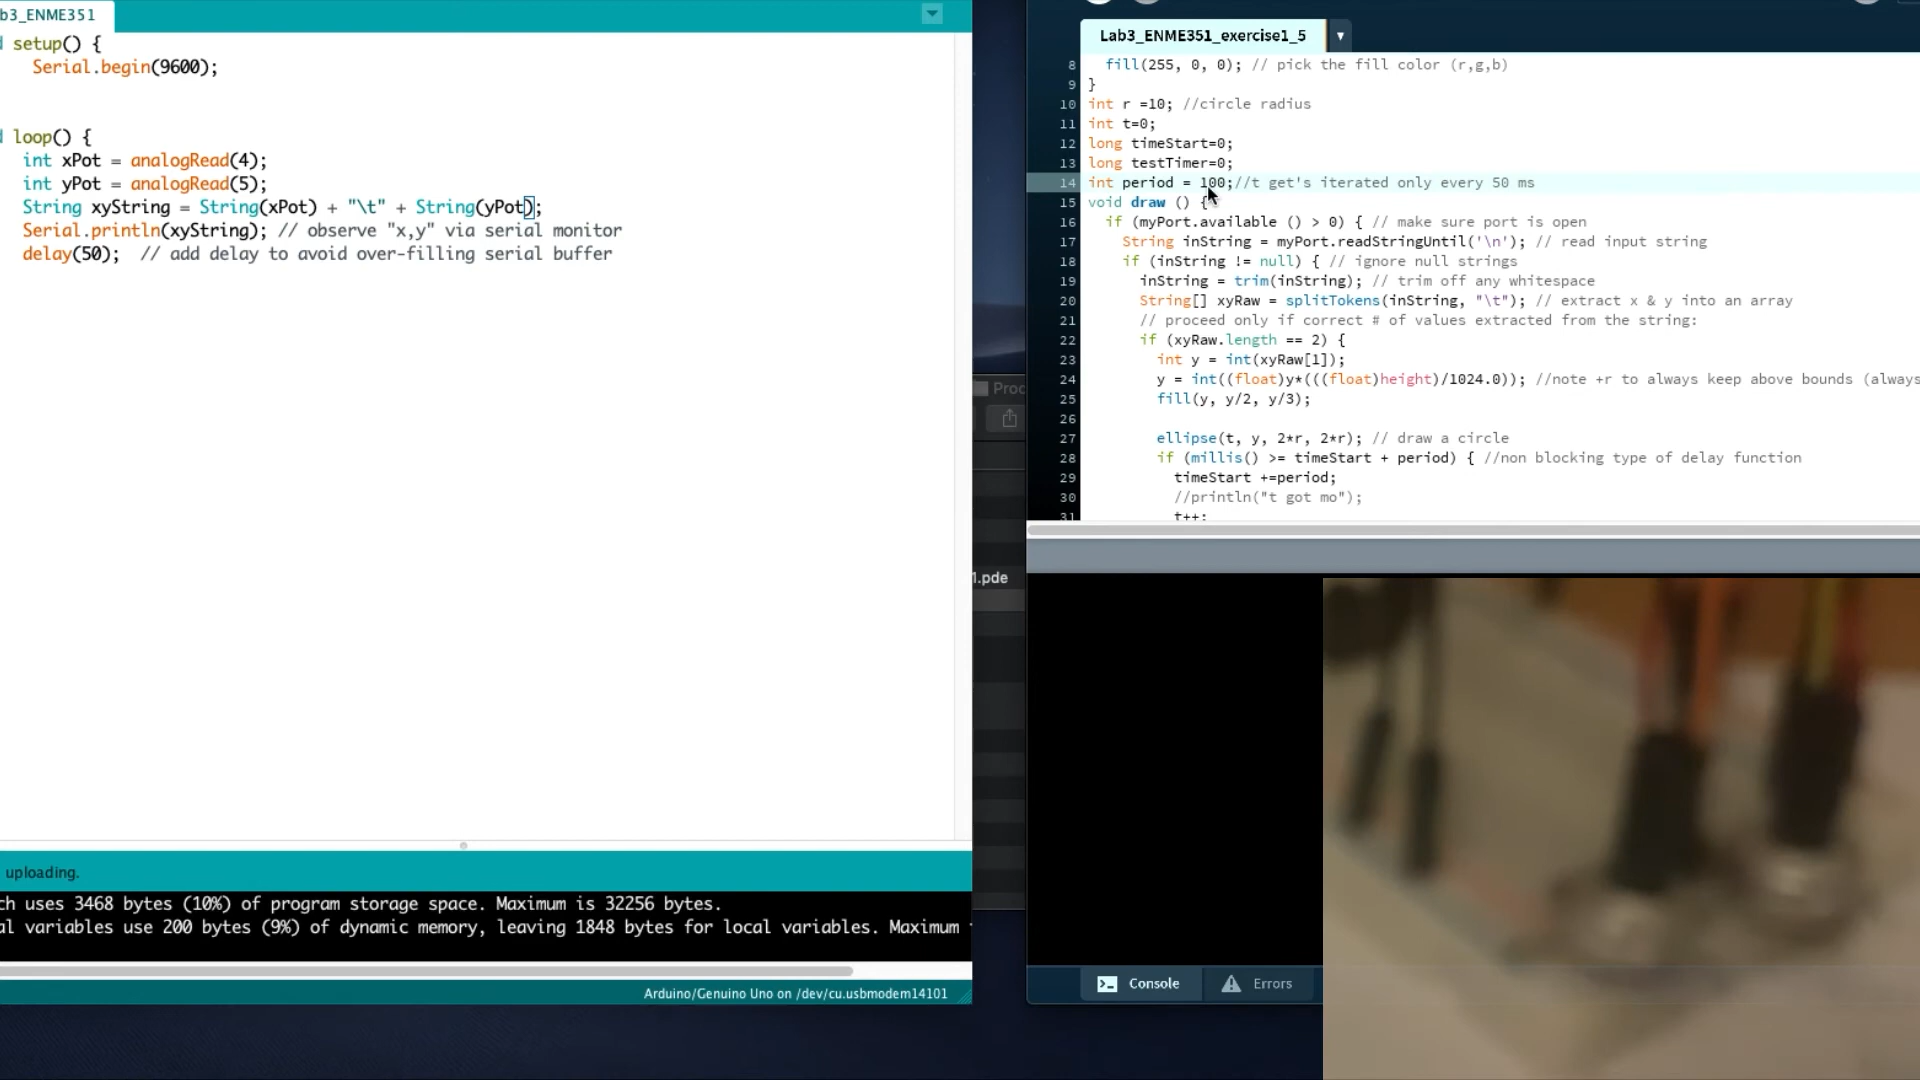 b3_ENME351
setup() {
Serial.begin(9600);
loop() {
int xPot = analogRead(4);
int yPot = analogRead(5);
String xyString = String(xPot) + "\t" + String(yPot);
Serial.println(xyString); // observe "x,y" via serial monitor
delay(50);  // add delay to avoid over-filling serial buffer
uploading.
ch uses 3468 bytes (10%) of program storage space. Maximum is 32256 bytes.
al variables use 200 bytes (9%) of dynamic memory, leaving 1848 bytes for local variables. Maximum
Arduino/Genuino Uno on /dev/cu.usbmodem14101
Proc
1.pde
Lab3_ENME351_exercise1_5
8 fill(255, 0, 0); // pick the fill color (r,g,b)
9 }
10 int r =10; //circle radius
11 int t=0;
12 long timeStart=0;
13 long testTimer=0;
14 int period = 100;//t get's iterated only every 50 ms
15 void draw () {
16 if (myPort.available () > 0) { // make sure port is open
17 String inString = myPort.readStringUntil('\n'); // read input string
18 if (inString != null) { // ignore null strings
19 inString = trim(inString); // trim off any whitespace
20 String[] xyRaw = splitTokens(inString, "\t"); // extract x & y into an array
21 // proceed only if correct # of values extracted from the string:
22 if (xyRaw.length == 2) {
23 int y = int(xyRaw[1]);
24 y = int((float)y*(((float)height)/1024.0)); //note +r to always keep above bounds (always
25 fill(y, y/2, y/3);
26
27 ellipse(t, y, 2*r, 2*r); // draw a circle
28 if (millis() >= timeStart + period) { //non blocking type of delay function
29 timeStart +=period;
30 //println("t got mo");
31 t++;
Console
Errors